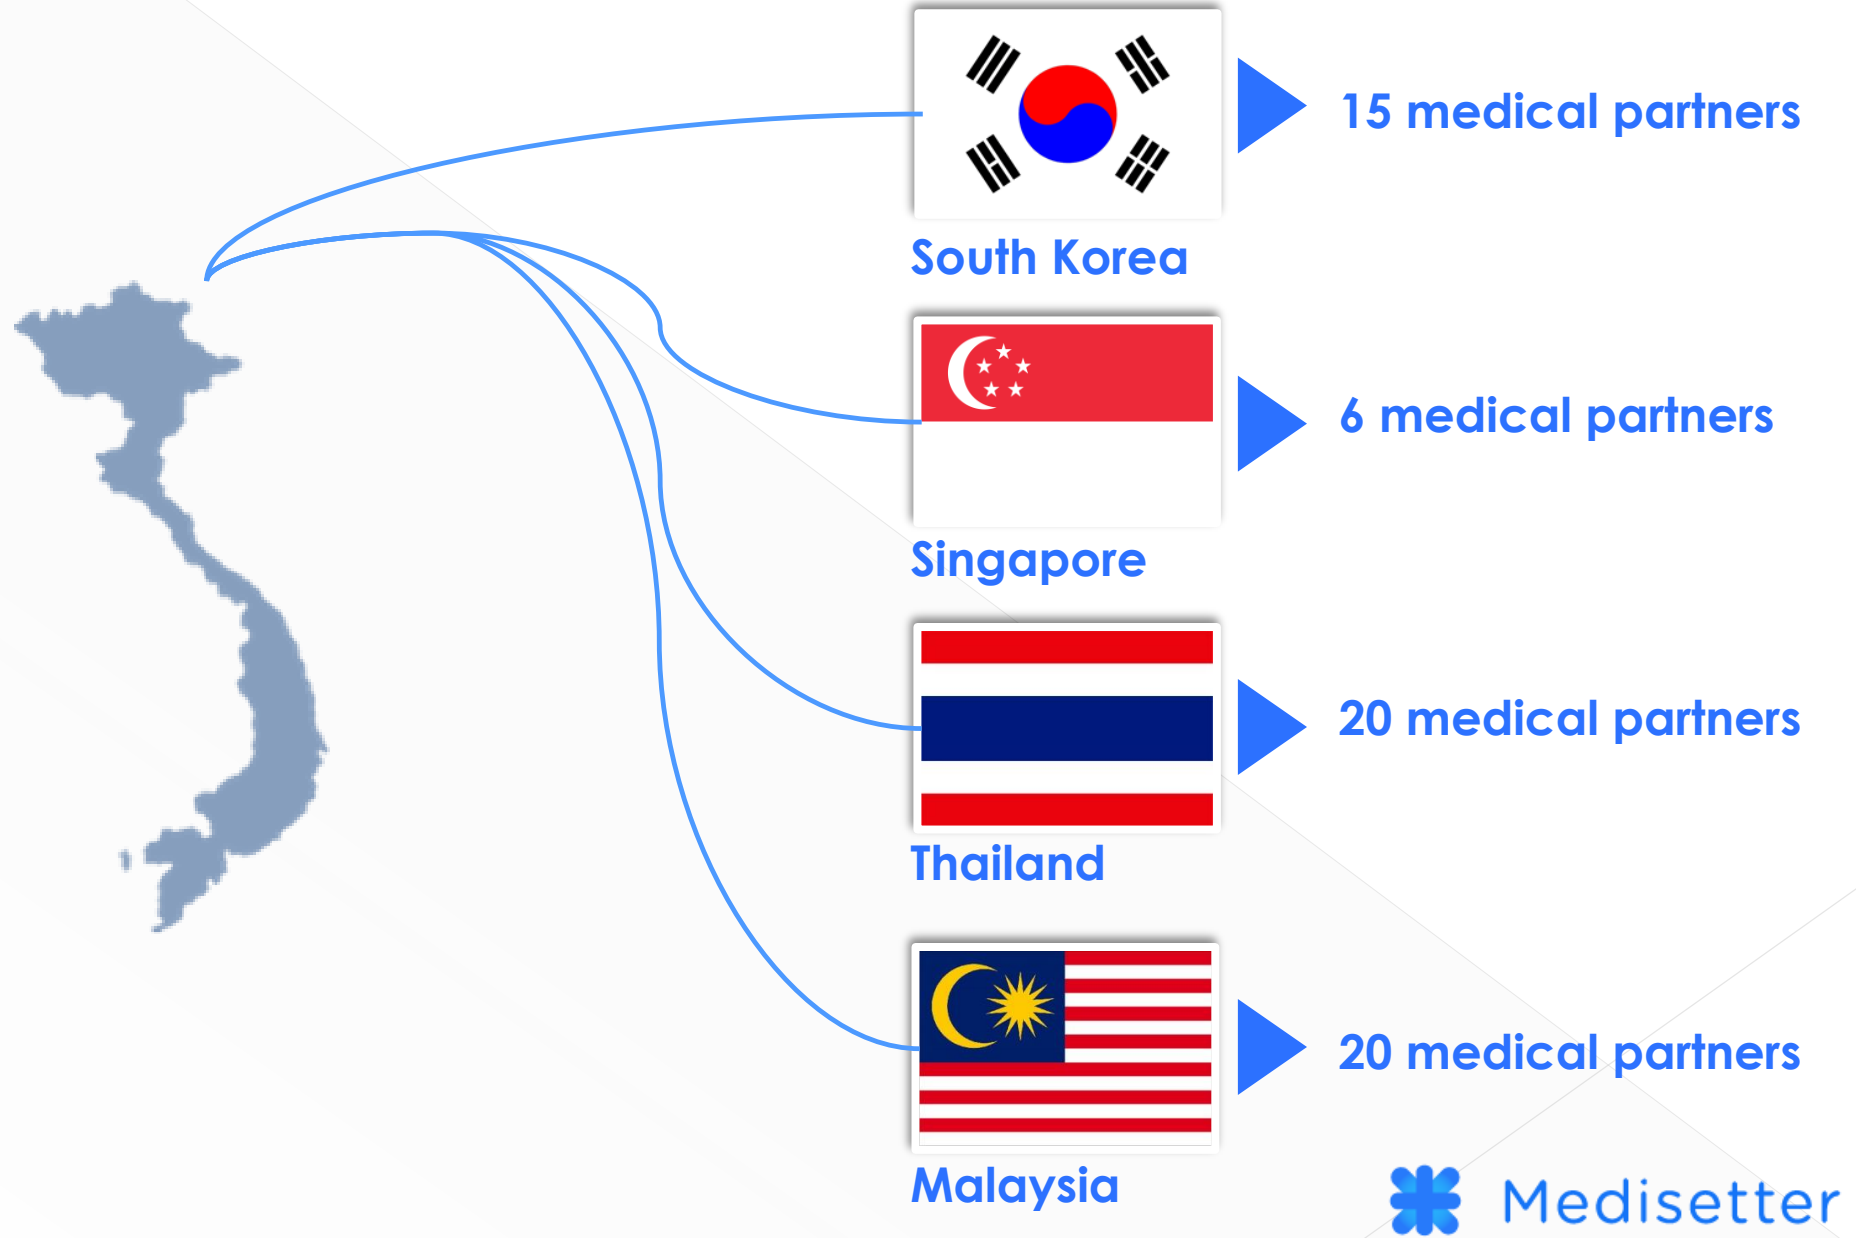 15 medical partners
South Korea
6 medical partners
Singapore
20 medical partners
Thailand
20 medical partners
Malaysia
Medisetter